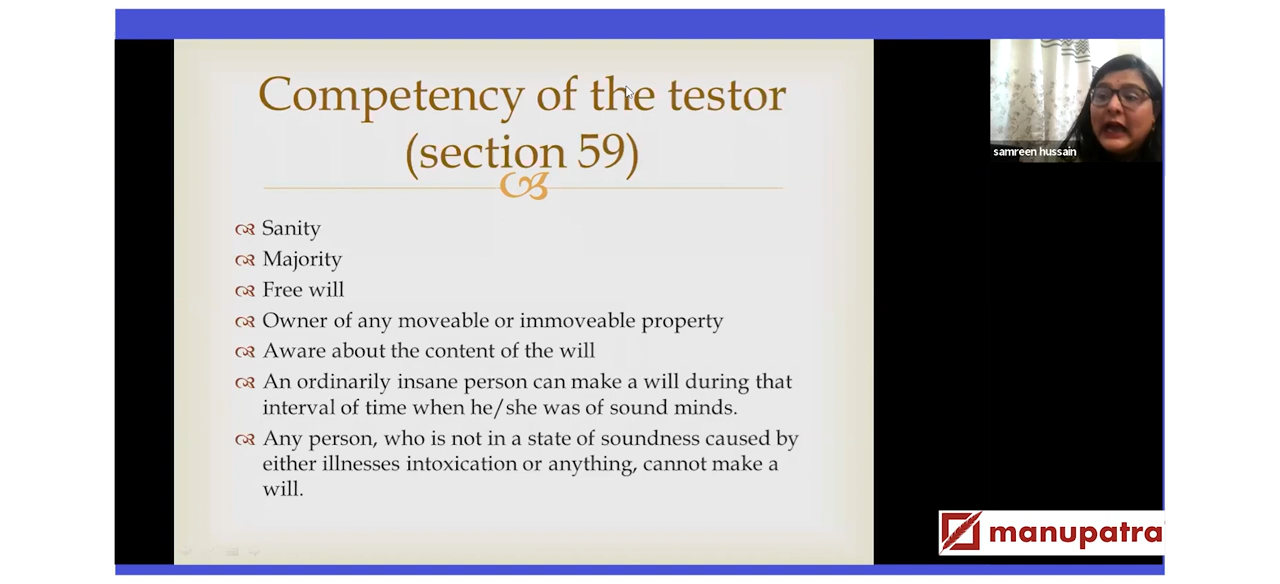 Competency of the testor
(section 59)
Sanity
Majority
Free will
Owner of any moveable or immoveable property
Aware about the content of the will
An ordinarily insane person can make a will during that
interval of time when he/she was of sound minds.
Any person, who is not in a state of soundness caused by
either illnesses intoxication or anything, cannot make a
will.
samreen hussain
manupatra